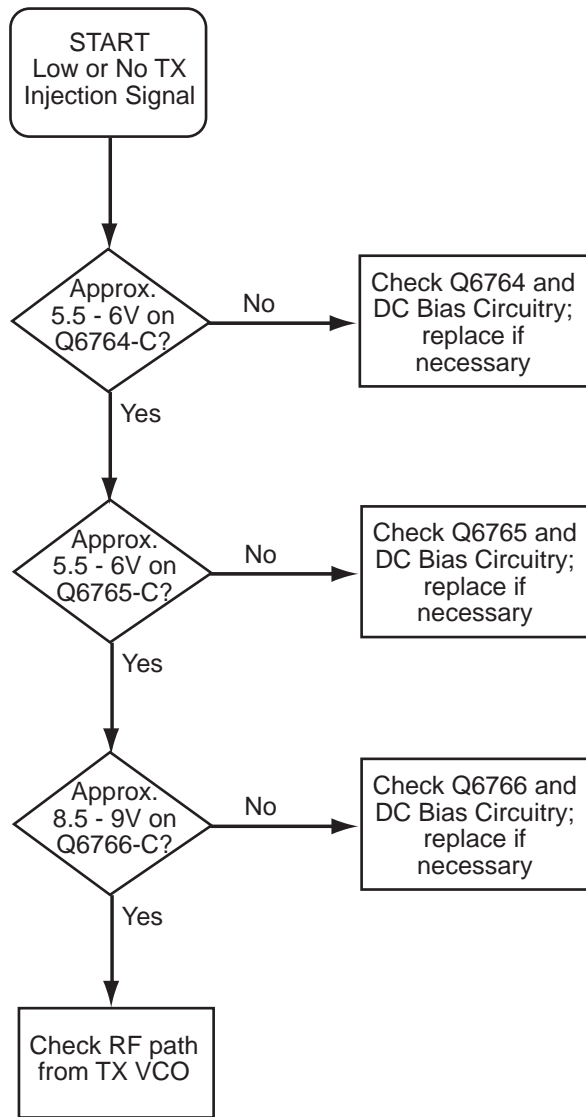 START
Low or No TX
Injection Signal
Approx.
5.5 - 6V on
Q6764-C?
No
Check Q6764 and
DC Bias Circuitry;
replace if
necessary
Yes
Approx.
5.5 - 6V on
Q6765-C?
No
Check Q6765 and
DC Bias Circuitry;
replace if
necessary
Yes
Approx.
8.5 - 9V on
Q6766-C?
No
Check Q6766 and
DC Bias Circuitry;
replace if
necessary
Yes
Check RF path
from TX VCO